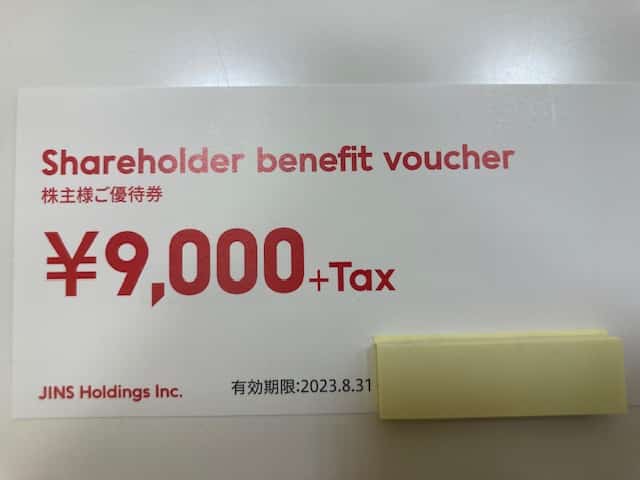 Shareholder benefit voucher
株主様ご優待券
¥9,000+Tax
JINS Holdings Inc.
有効期限:2023.8.31